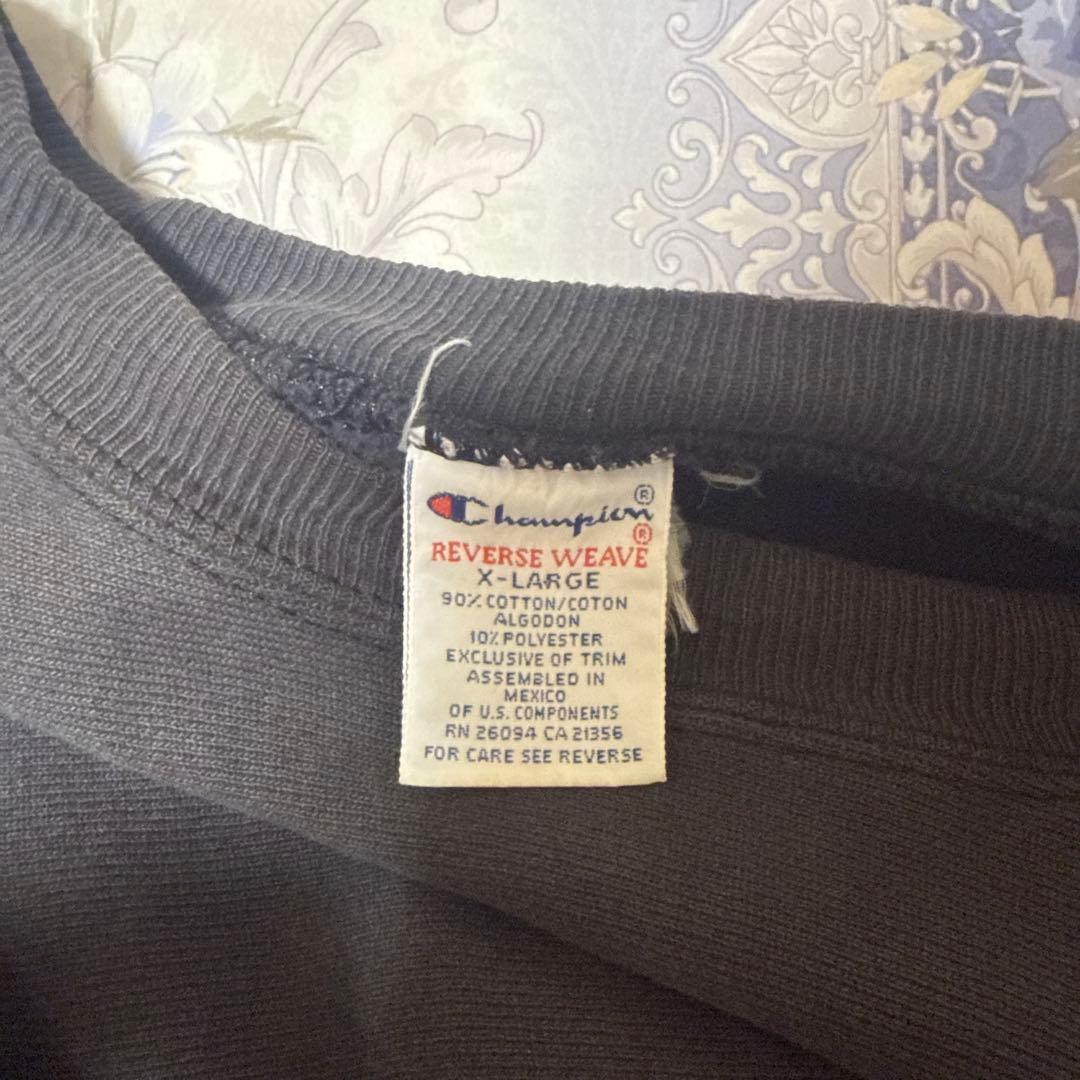 Champion®
REVERSE WEAVE®
X-LARGE
90% COTTON/COTON
ALGODON
10% POLYESTER
EXCLUSIVE OF TRIM
ASSEMBLED IN
MEXICO
OF U.S. COMPONENTS
RN 26094 CA 21356
FOR CARE SEE REVERSE